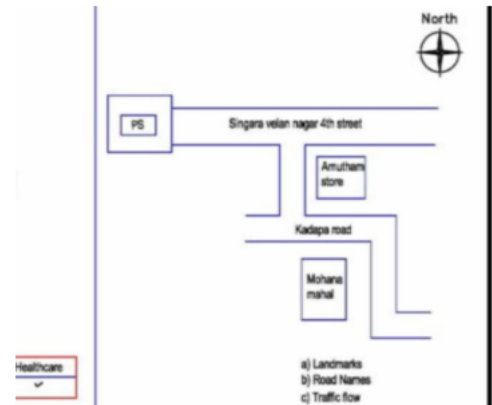 North
PS
Singara velan nagar 4th street
Amutham
store
Kadapa road
Mohana
mahal
Healthcare
✓
a) Landmarks
b) Road Names
c) Traffic flow